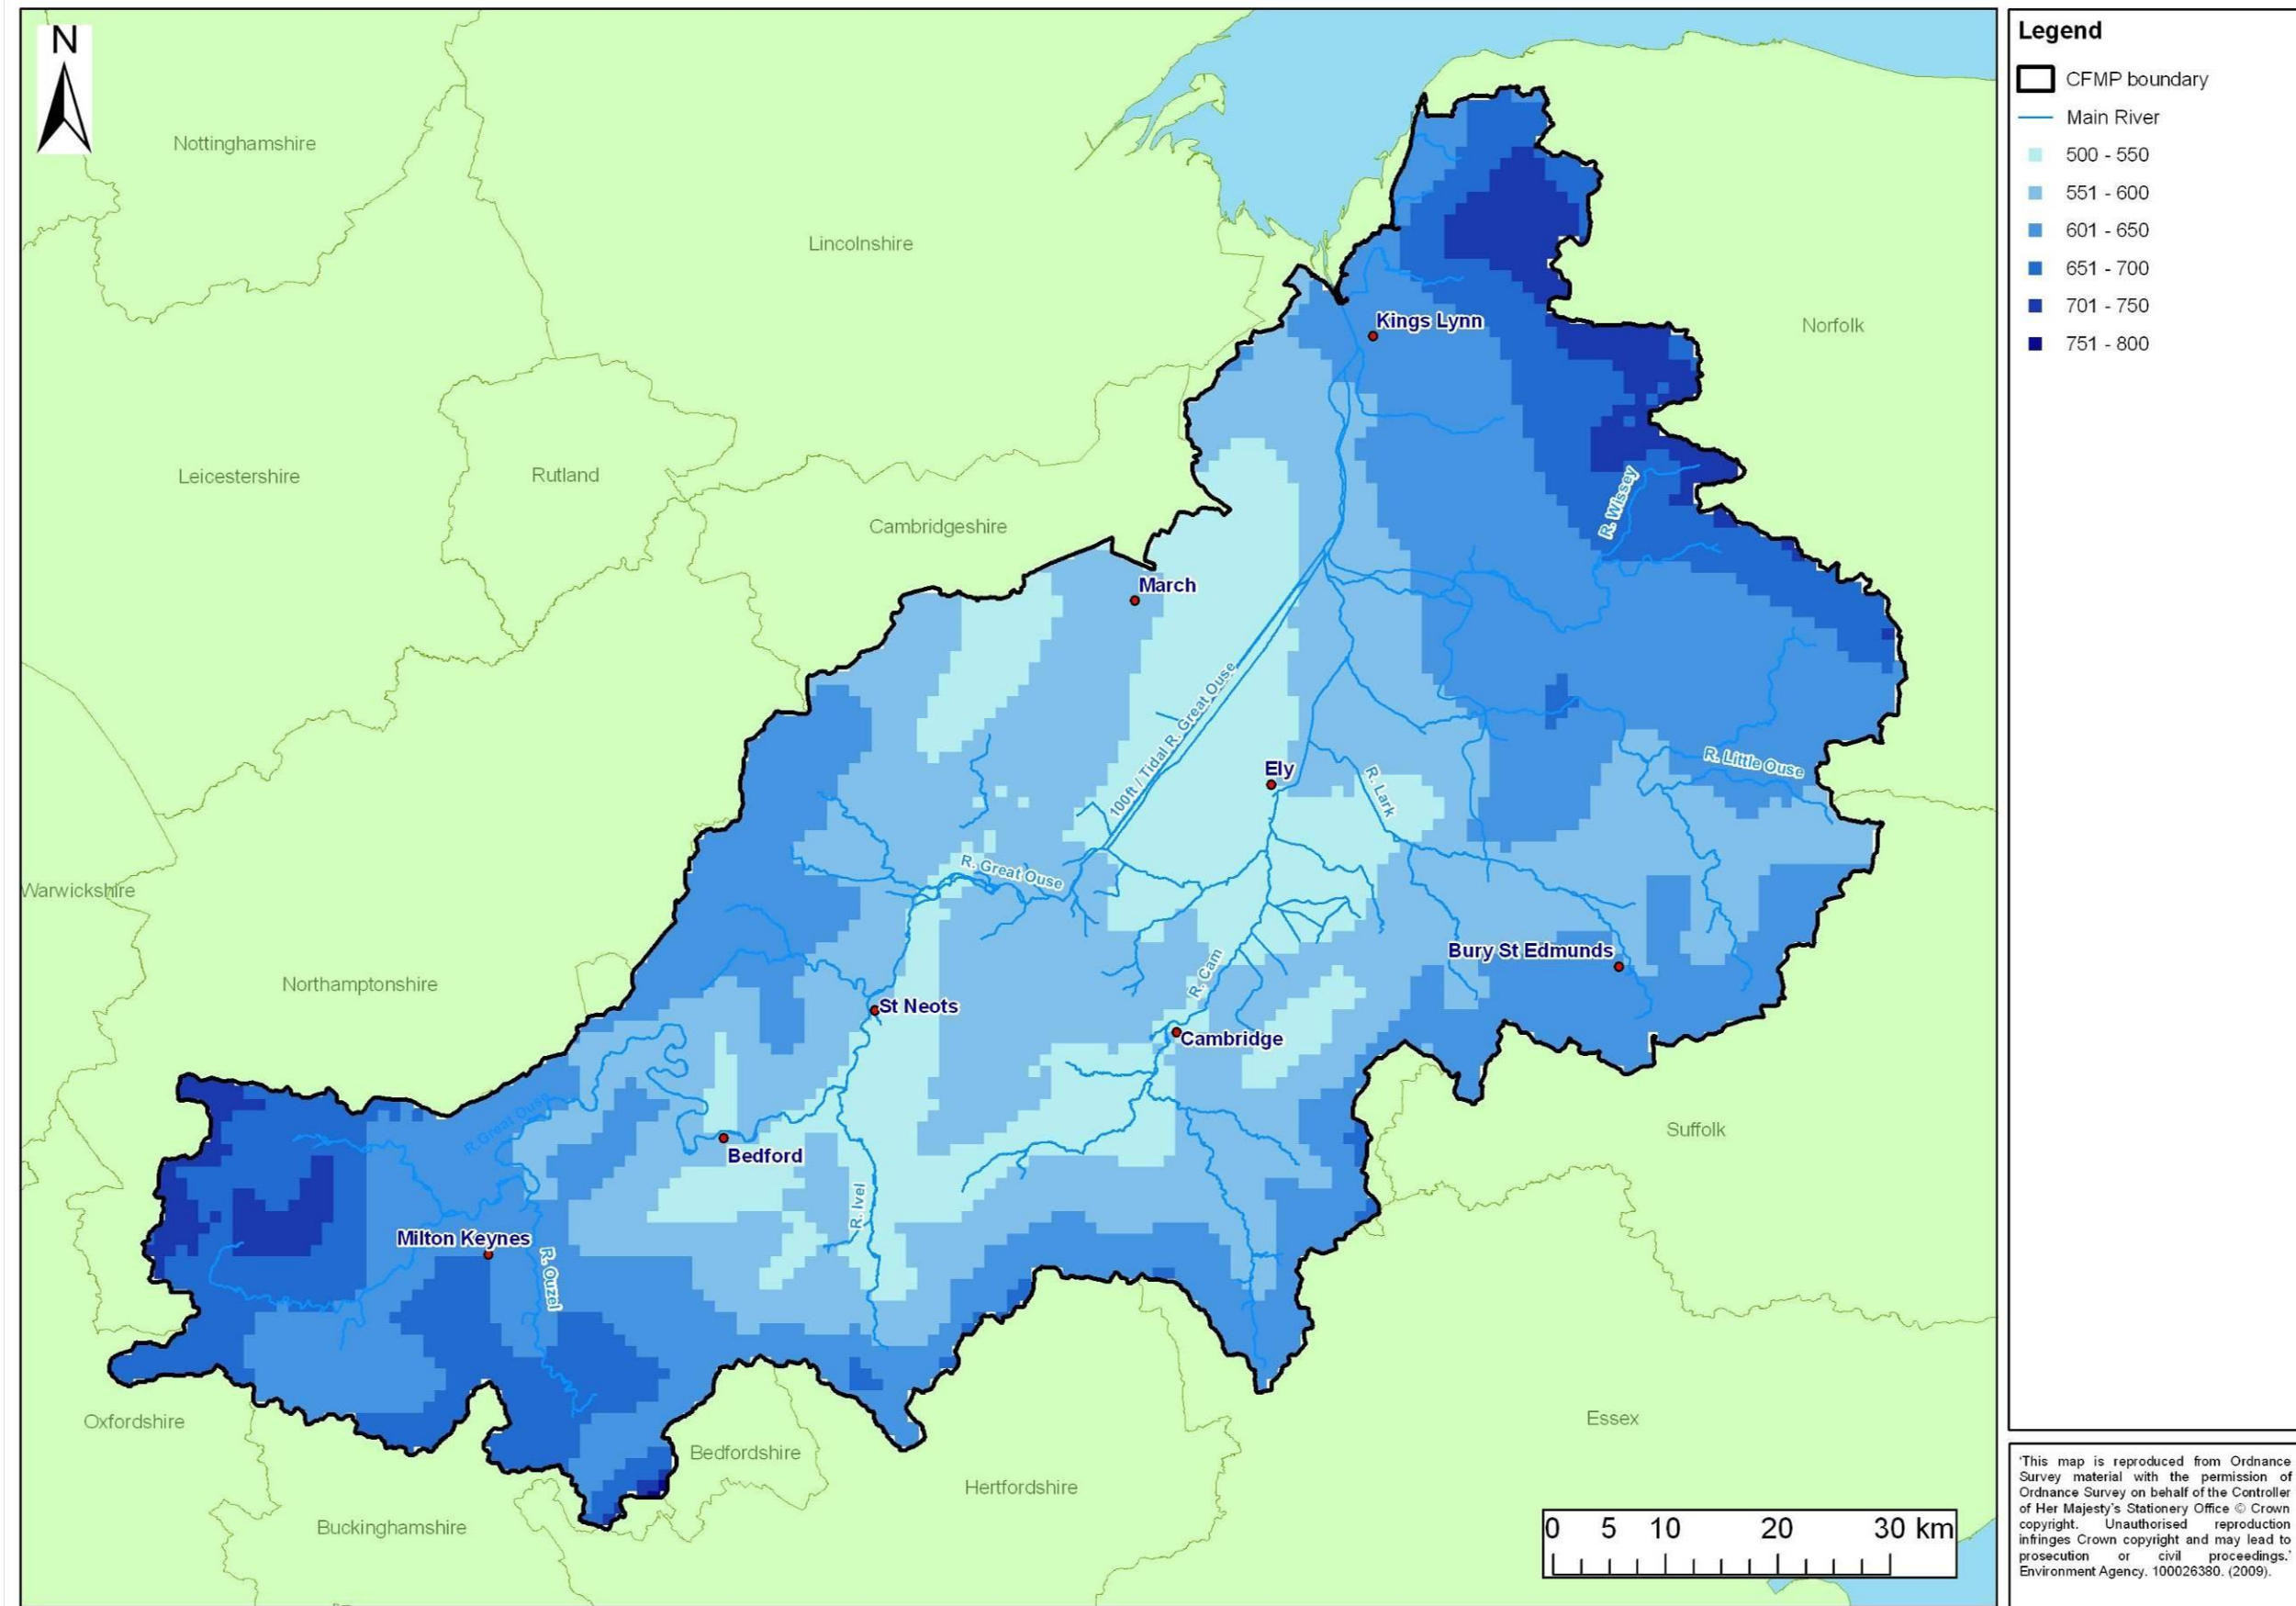 N
Nottinghamshire
Lincolnshire
Norfolk
Kings Lynn
Leicestershire
Rutland
Cambridgeshire
R. Wissey
March
100ft / Tidal R. Great Ouse
Ely
R. Lark
R. Little Ouse
R. Great Ouse
Warwickshire
Northamptonshire
Bury St Edmunds
R. Cam
St Neots
Cambridge
R.Great Ouse
Bedford
Suffolk
R. Ivel
Milton Keynes
R. Ouzel
Oxfordshire
Bedfordshire
Essex
Hertfordshire
Buckinghamshire
0 5 10 20 30 km
Legend
CFMP boundary
Main River
500 - 550
551 - 600
601 - 650
651 - 700
701 - 750
751 - 800
'This map is reproduced from Ordnance
Survey material with the permission of
Ordnance Survey on behalf of the Controller
of Her Majesty's Stationery Office © Crown
copyright. Unauthorised reproduction
infringes Crown copyright and may lead to
prosecution or civil proceedings.'
Environment Agency. 100026380. (2009).